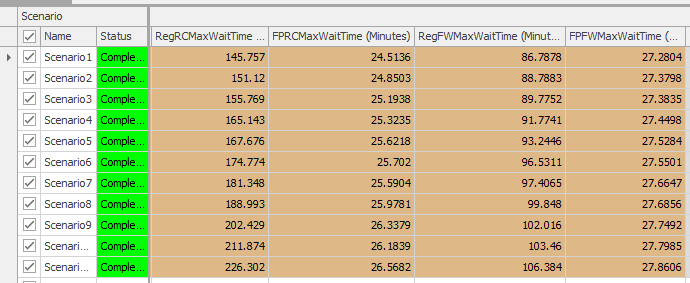 Scenario
Name Status RegRCMaxWaitTime ... FPRCMaxWaitTime (Minutes) RegFWMaxWaitTime (Minut... FPFWMaxWaitTime (...
Scenario1 Comple... 145.757 24.5136 86.7878 27.2804
Scenario2 Comple... 151.12 24.8503 88.7883 27.3798
Scenario3 Comple... 155.769 25.1938 89.7752 27.3835
Scenario4 Comple... 165.143 25.3235 91.7741 27.4498
Scenario5 Comple... 167.676 25.6218 93.2446 27.5284
Scenario6 Comple... 174.774 25.702 96.5311 27.5501
Scenario7 Comple... 181.348 25.5904 97.4065 27.6647
Scenario8 Comple... 188.993 25.9781 99.848 27.6856
Scenario9 Comple... 202.429 26.3379 102.016 27.7492
Scenari... Comple... 211.874 26.1839 103.46 27.7985
Scenari... Comple... 226.302 26.5682 106.384 27.8606